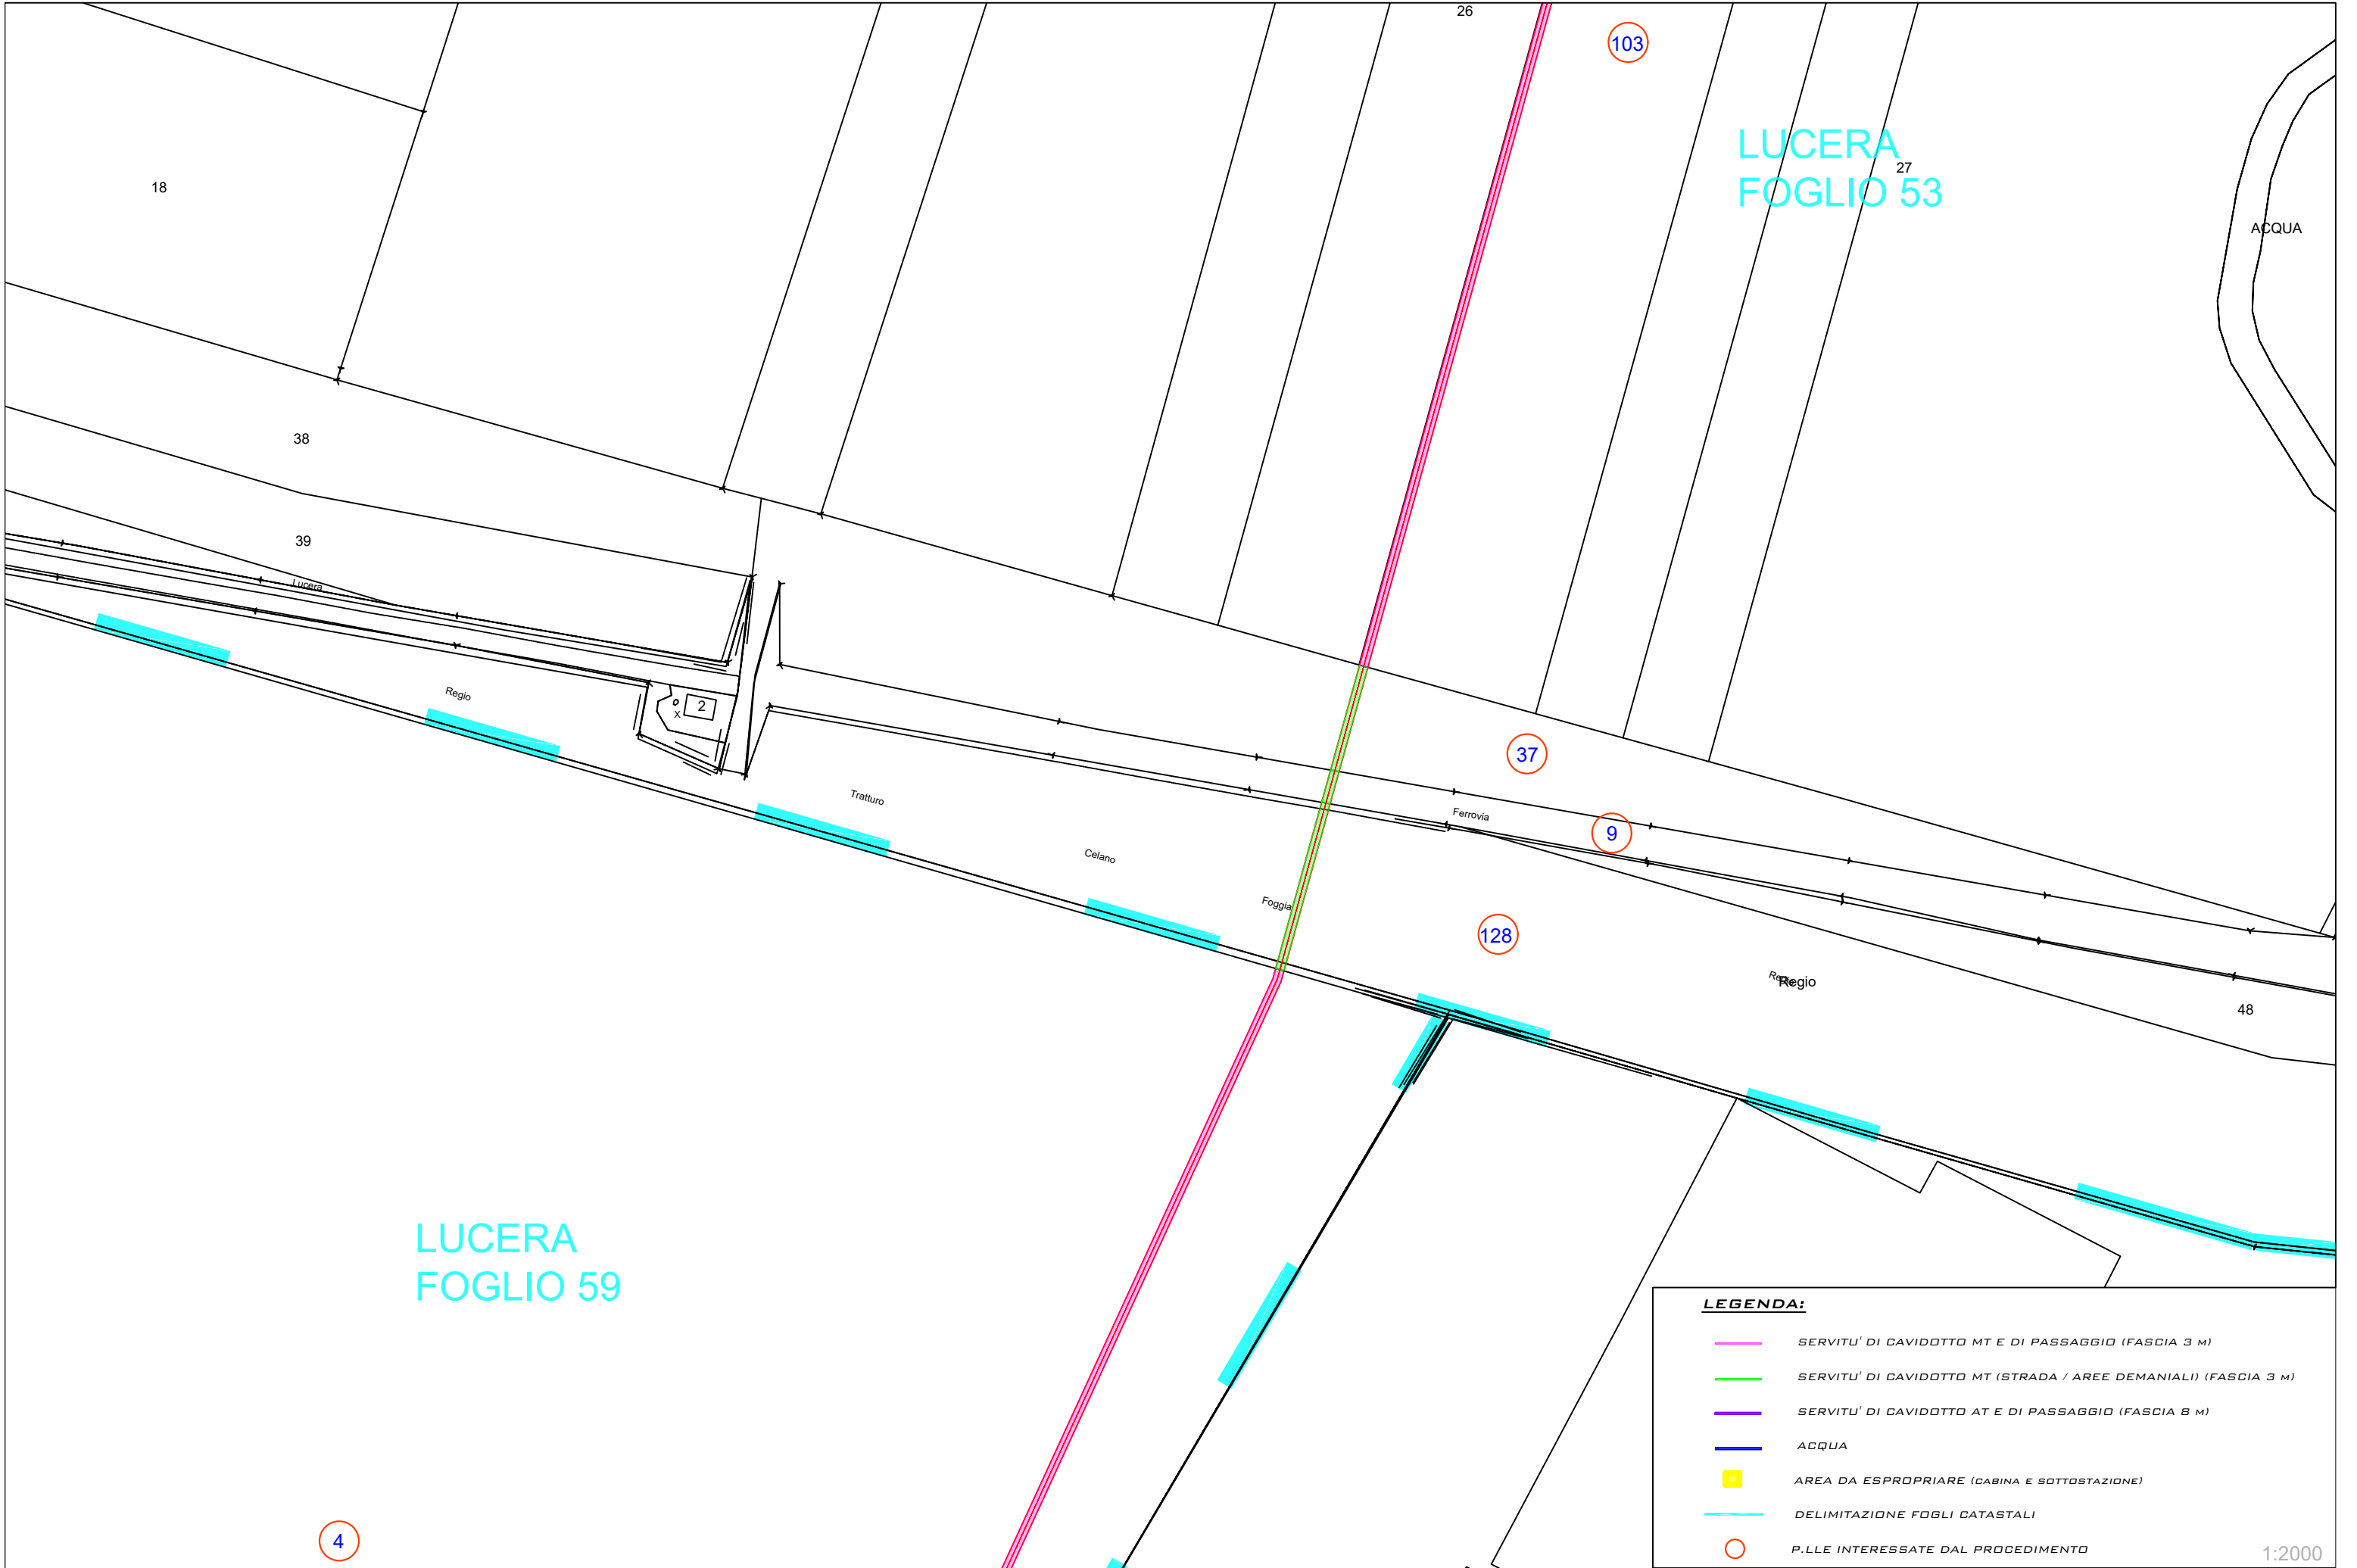 26
103
LUCERA
FOGLIO 53
27
18
ACQUA
38
39
Lucera
Regio
2
x
Tratturo
37
Ferrovia
9
Celano
Foggia
128
Regio
Regio
48
LUCERA
FOGLIO 59
4
LEGENDA:
SERVITU' DI CAVIDOTTO MT E DI PASSAGGIO (FASCIA 3 M)
SERVITU' DI CAVIDOTTO MT (STRADA / AREE DEMANIALI) (FASCIA 3 M)
SERVITU' DI CAVIDOTTO AT E DI PASSAGGIO (FASCIA 8 M)
ACQUA
AREA DA ESPROPRIARE (CABINA E SOTTOSTAZIONE)
DELIMITAZIONE FOGLI CATASTALI
P.LLE INTERESSATE DAL PROCEDIMENTO
1:2000